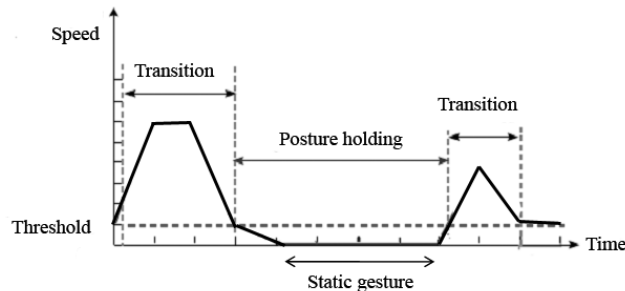 Speed
Transition
Transition
Posture holding
Threshold
Time
Static gesture